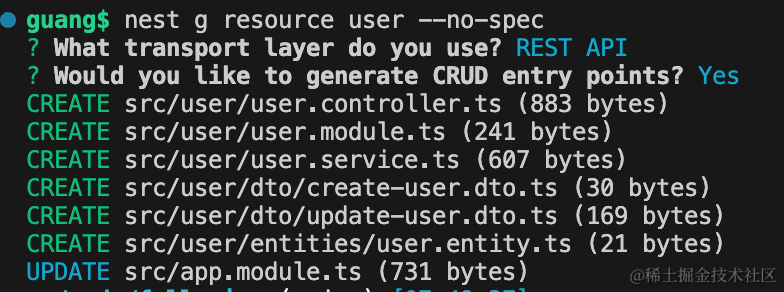 guang$ nest g resource user --no-spec
? What transport layer do you use? REST API
? Would you like to generate CRUD entry points? Yes
CREATE src/user/user.controller.ts (883 bytes)
CREATE src/user/user.module.ts (241 bytes)
CREATE src/user/user.service.ts (607 bytes)
CREATE src/user/dto/create-user.dto.ts (30 bytes)
CREATE src/user/dto/update-user.dto.ts (169 bytes)
CREATE src/user/entities/user.entity.ts (21 bytes)
UPDATE src/app.module.ts (731 bytes)
@稀土掘金技术社区